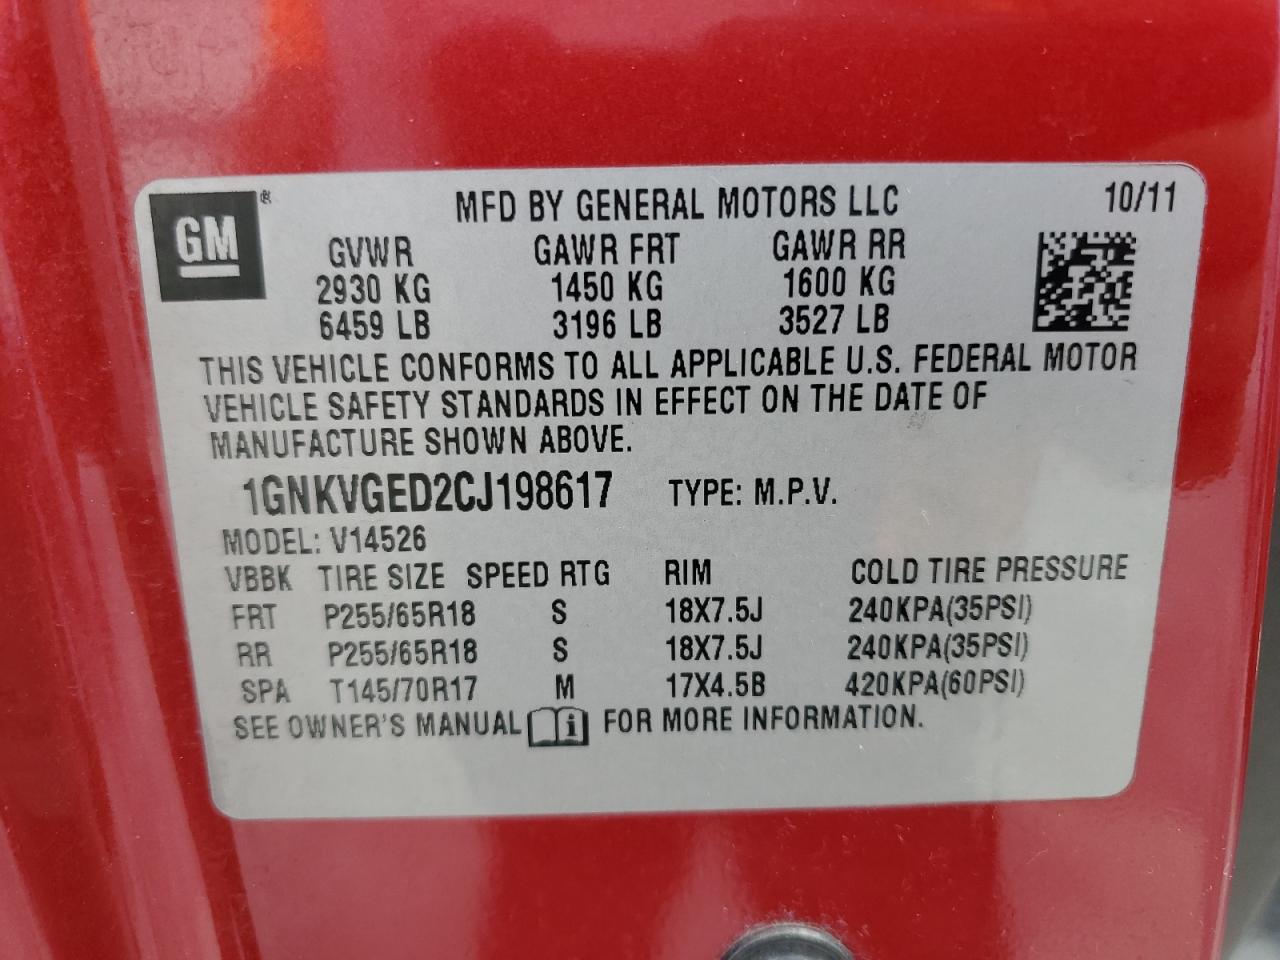 GM ® MFD BY GENERAL MOTORS LLC 10/11
GVWR GAWR FRT GAWR RR
2930 KG 1450 KG 1600 KG
6459 LB 3196 LB 3527 LB
THIS VEHICLE CONFORMS TO ALL APPLICABLE U.S. FEDERAL MOTOR
VEHICLE SAFETY STANDARDS IN EFFECT ON THE DATE OF
MANUFACTURE SHOWN ABOVE.
1GNKVGED2CJ198617 TYPE: M.P.V.
MODEL: V14526
VBBK TIRE SIZE SPEED RTG RIM COLD TIRE PRESSURE
FRT P255/65R18 S 18X7.5J 240KPA(35PSI)
RR P255/65R18 S 18X7.5J 240KPA(35PSI)
SPA T145/70R17 M 17X4.5B 420KPA(60PSI)
SEE OWNER'S MANUAL i FOR MORE INFORMATION.